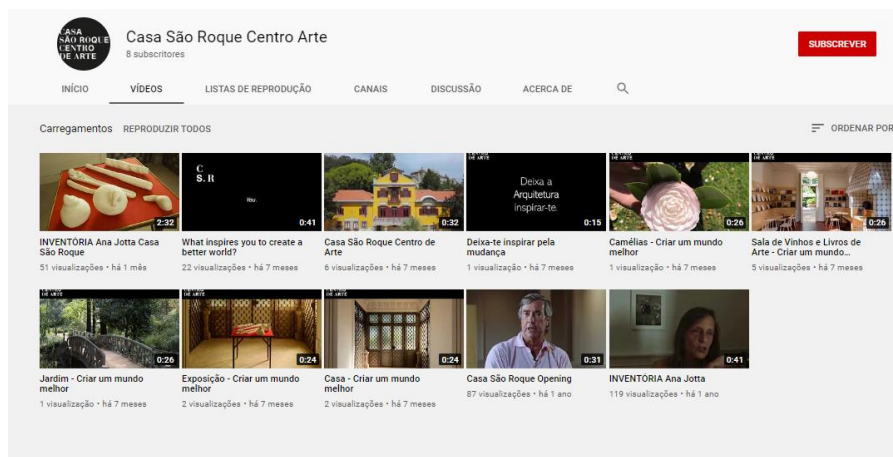 CASA
SÃO ROQUE
CENTRO
DE ARTE
Casa São Roque Centro Arte
8 subscritores
SUBSCREVER
INÍCIO VÍDEOS LISTAS DE REPRODUÇÃO CANAIS DISCUSSÃO ACERCA DE
Carregamentos REPRODUZIR TODOS ORDENAR POR
C
S. R
You.
CENTRO
DE ARTE
Deixa a
Arquitetura
inspirar-te.
DE ARTE
DE ARTE
2:32 0:41 0:32 0:15 0:26 0:26
INVENTÓRIA Ana Jotta Casa
São Roque
51 visualizações • há 1 mês
What inspires you to create a
better world?
22 visualizações • há 7 meses
Casa São Roque Centro de
Arte
6 visualizações • há 7 meses
Deixa-te inspirar pela
mudança
1 visualização • há 7 meses
Camélias - Criar um mundo
melhor
1 visualização • há 7 meses
Sala de Vinhos e Livros de
Arte - Criar um mundo...
5 visualizações • há 7 meses
0:26 0:24 0:24 0:31 0:41
Jardim - Criar um mundo
melhor
1 visualização • há 7 meses
Exposição - Criar um mundo
melhor
2 visualizações • há 7 meses
Casa - Criar um mundo
melhor
2 visualizações • há 7 meses
Casa São Roque Opening
87 visualizações • há 1 ano
INVENTÓRIA Ana Jotta
119 visualizações • há 1 ano